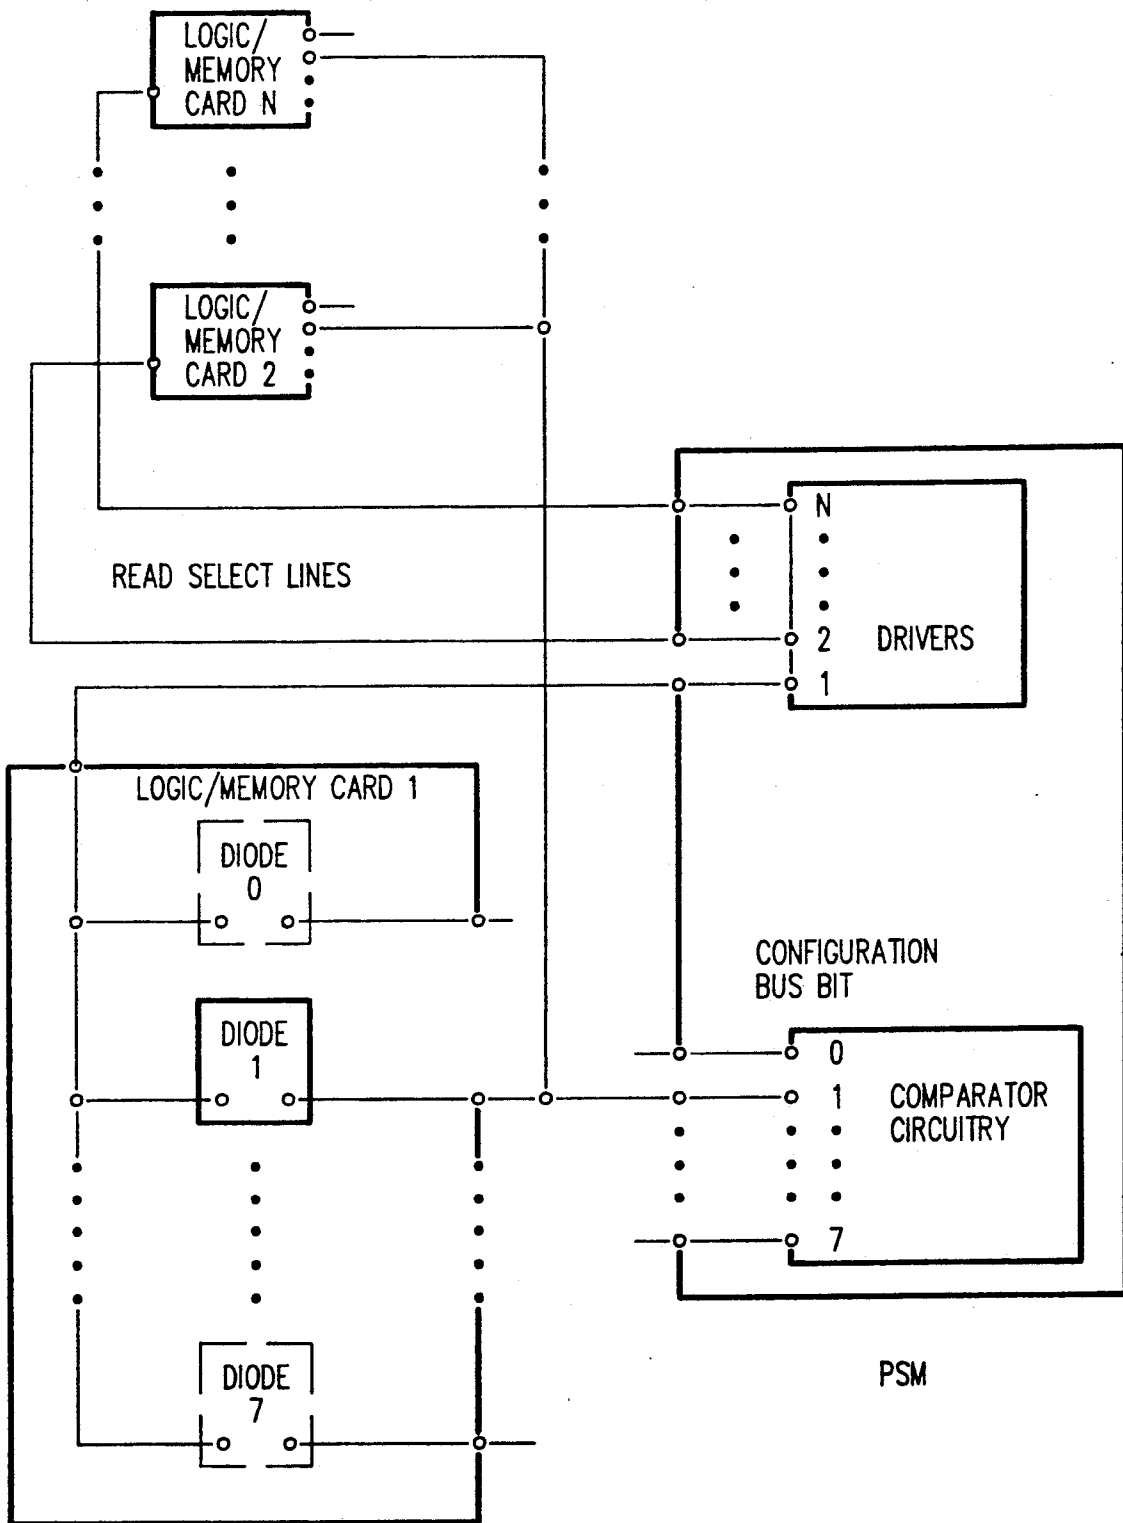 LOGIC/
MEMORY
CARD N
LOGIC/
MEMORY
CARD 2
N
READ SELECT LINES
2
DRIVERS
1
LOGIC/MEMORY CARD 1
DIODE
0
CONFIGURATION
BUS BIT
DIODE
1
0
1
COMPARATOR
CIRCUITRY
7
DIODE
7
PSM